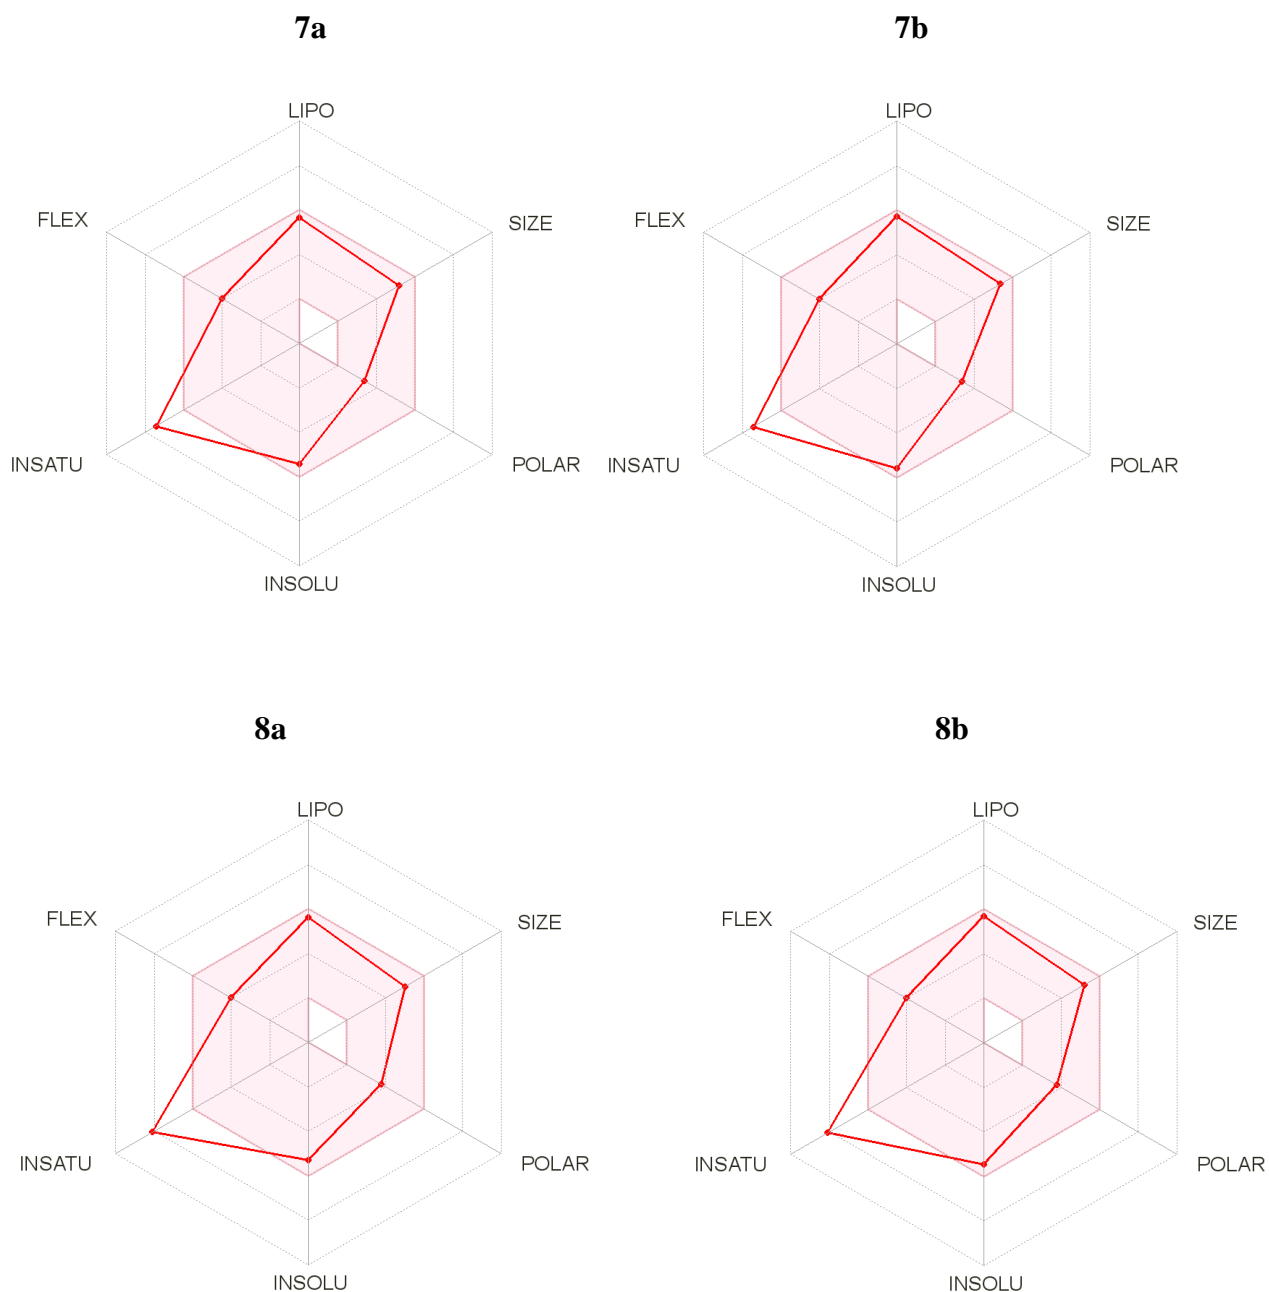 7a
7b
LIPO
LIPO
FLEX
SIZE
FLEX
SIZE
INSATU
POLAR
INSATU
POLAR
INSOLU
INSOLU
8a
8b
LIPO
LIPO
FLEX
SIZE
FLEX
SIZE
INSATU
POLAR
INSATU
POLAR
INSOLU
INSOLU